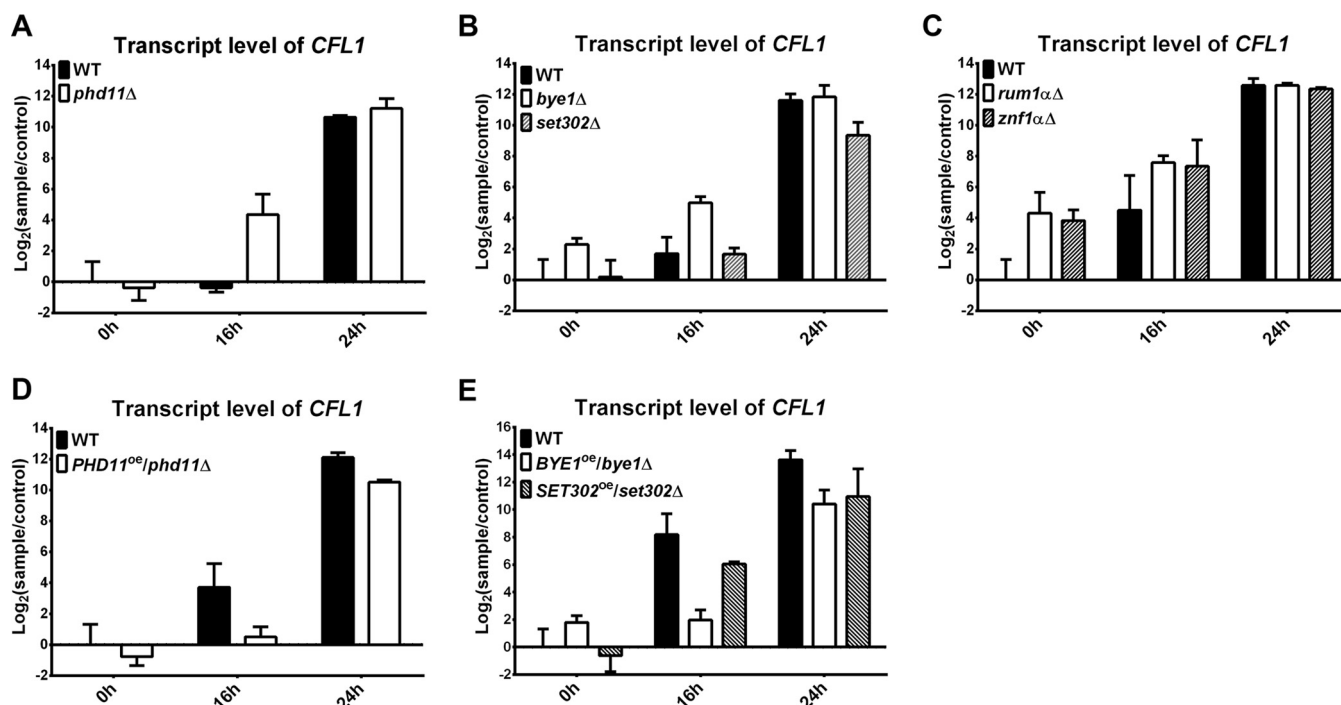 A
Transcript level of CFL1
WT
phd11Δ
Log2(sample/control)
14
12
10
8
6
4
2
0
-2
0h
16h
24h
B
Transcript level of CFL1
WT
bye1Δ
set302Δ
Log2(sample/control)
14
12
10
8
6
4
2
0
-2
0h
16h
24h
C
Transcript level of CFL1
WT
rum1αΔ
znf1αΔ
Log2(sample/control)
14
12
10
8
6
4
2
0
-2
0h
16h
24h
D
Transcript level of CFL1
WT
PHD11oe/phd11Δ
Log2(sample/control)
14
12
10
8
6
4
2
0
-2
0h
16h
24h
E
Transcript level of CFL1
WT
BYE1oe/bye1Δ
SET302oe/set302Δ
Log2(sample/control)
16
14
12
10
8
6
4
2
0
-2
0h
16h
24h